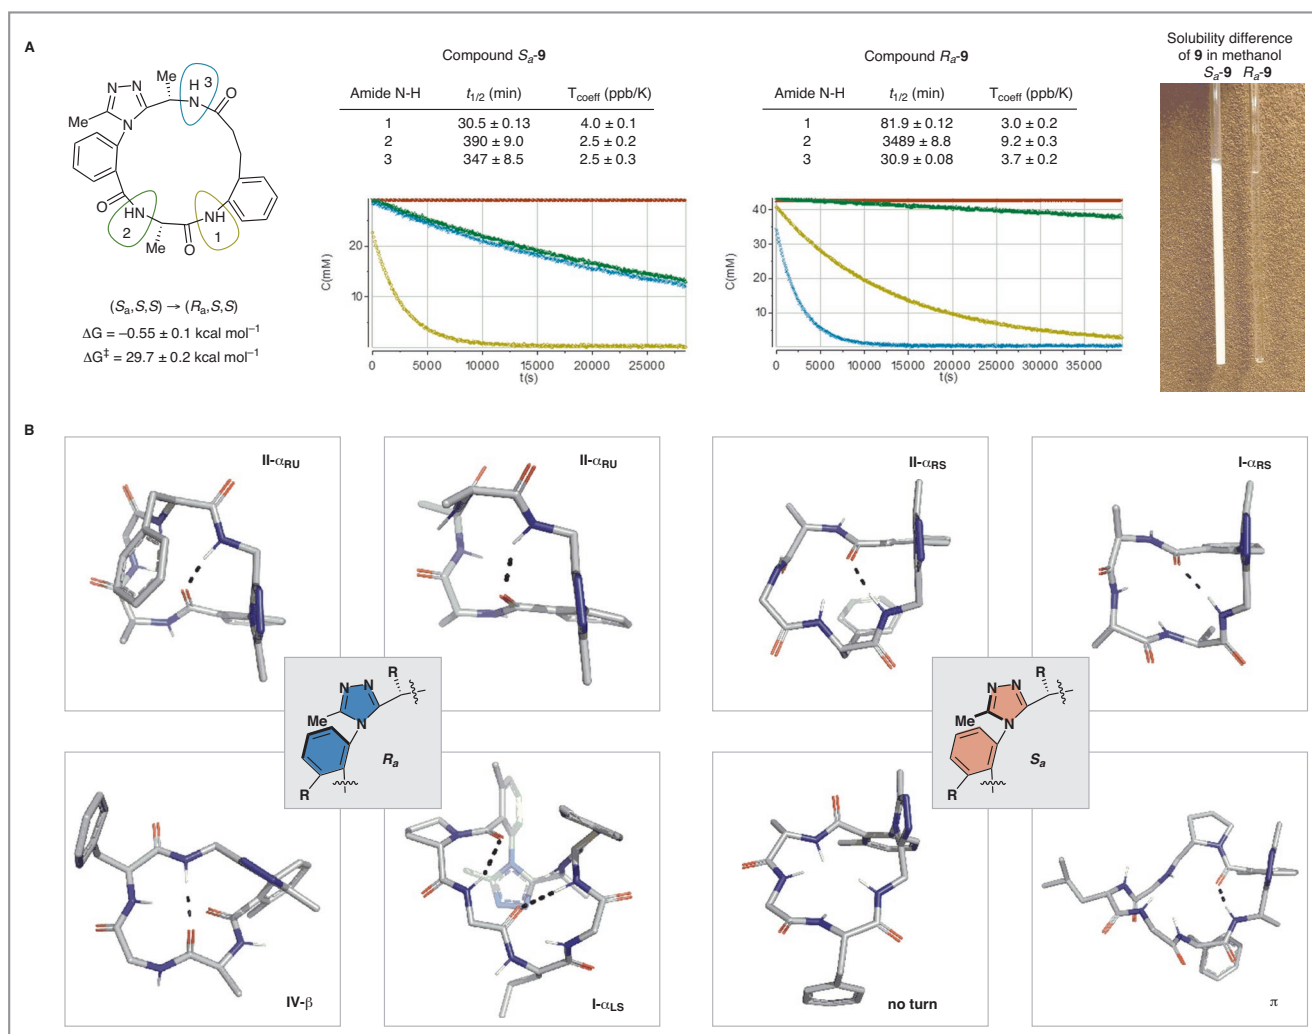 A
Me
H 3
N N
N
O
Me
N
O
HN
NH
2
1
Me
O
(Sa,S,S) → (Ra,S,S)
ΔG = –0.55 ± 0.1 kcal mol–1
ΔG‡ = 29.7 ± 0.2 kcal mol–1
Compound Sa-9
Amide N-H t1/2 (min) Tcoeff (ppb/K)
1 30.5 ± 0.13 4.0 ± 0.1
2 390 ± 9.0 2.5 ± 0.2
3 347 ± 8.5 2.5 ± 0.3
C(mM)
20
10
0 5000 10000 15000 20000 25000
t(s)
Compound Ra-9
Amide N-H t1/2 (min) Tcoeff (ppb/K)
1 81.9 ± 0.12 3.0 ± 0.2
2 3489 ± 8.8 9.2 ± 0.3
3 30.9 ± 0.08 3.7 ± 0.2
C(mM)
40
30
20
10
0
0 5000 10000 15000 20000 25000 30000 35000
t(s)
Solubility difference
of 9 in methanol
Sa-9 Ra-9
B
II-αRU
II-αRU
II-αRS
I-αRS
R
N N
Me N
Ra
R
R
N N
Me N
Sa
R
IV-β
I-αLS
no turn
π